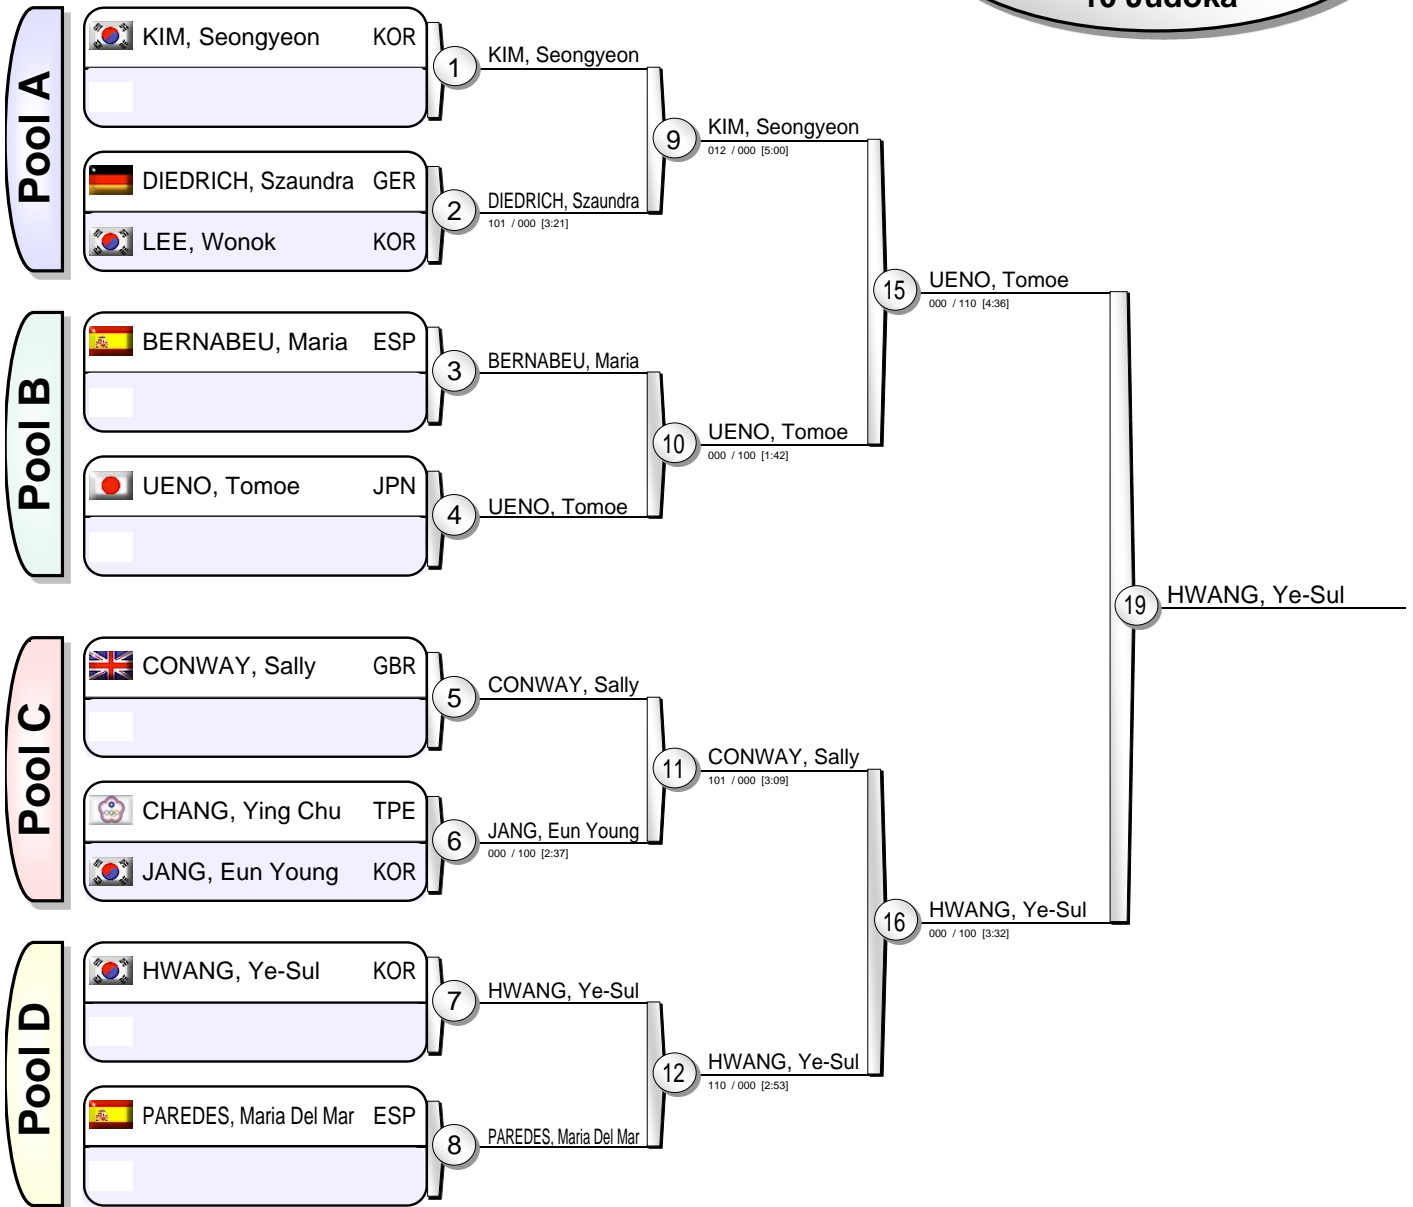 10 Judoka
Pool A
KIM, Seongyeon KOR
1
KIM, Seongyeon
DIEDRICH, Szaundra GER
LEE, Wonok KOR
2
DIEDRICH, Szaundra
101 / 000 [3:21]
9
KIM, Seongyeon
012 / 000 [5:00]
Pool B
BERNABEU, Maria ESP
3
BERNABEU, Maria
UENO, Tomoe JPN
4
UENO, Tomoe
10
UENO, Tomoe
000 / 100 [1:42]
15
UENO, Tomoe
000 / 110 [4:36]
Pool C
CONWAY, Sally GBR
5
CONWAY, Sally
CHANG, Ying Chu TPE
JANG, Eun Young KOR
6
JANG, Eun Young
000 / 100 [2:37]
11
CONWAY, Sally
101 / 000 [3:09]
Pool D
HWANG, Ye-Sul KOR
7
HWANG, Ye-Sul
PAREDES, Maria Del Mar ESP
8
PAREDES, Maria Del Mar
12
HWANG, Ye-Sul
110 / 000 [2:53]
16
HWANG, Ye-Sul
000 / 100 [3:32]
19
HWANG, Ye-Sul